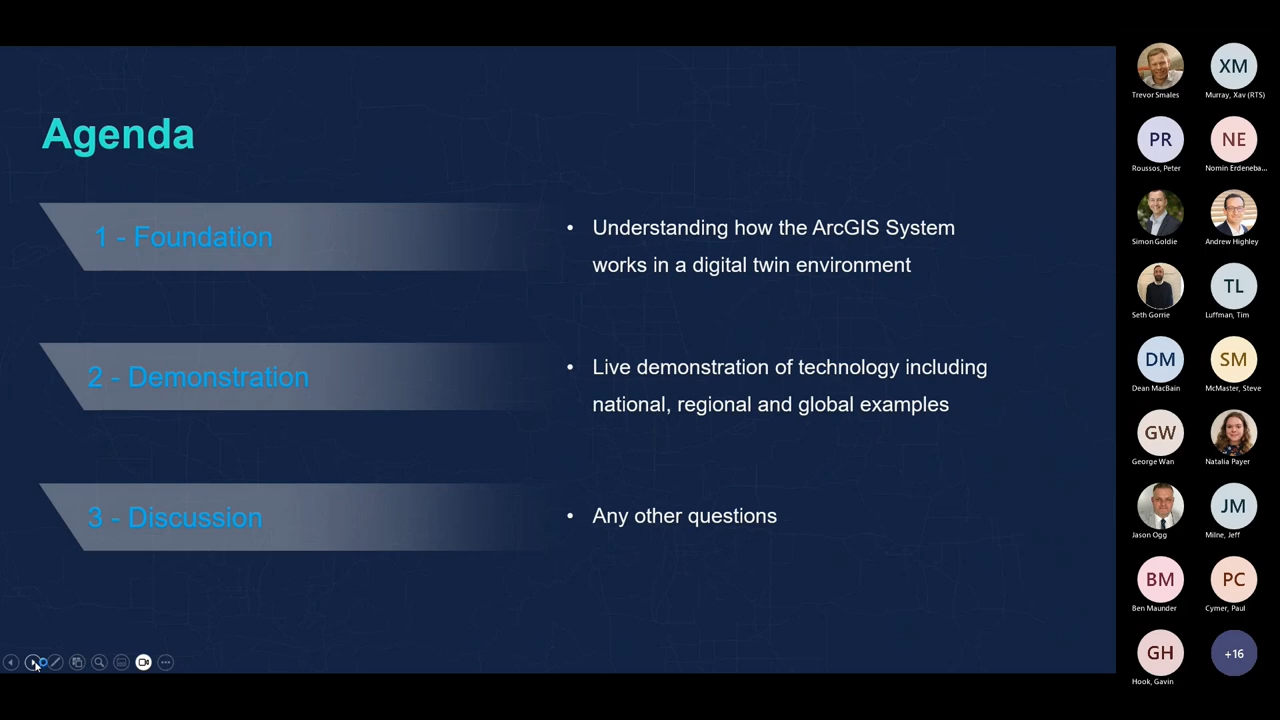 Agenda
1 - Foundation
Understanding how the ArcGIS System
works in a digital twin environment
2 - Demonstration
Live demonstration of technology including
national, regional and global examples
3 - Discussion
Any other questions
Trevor Smales
XM
Murray, Xav (RTS)
PR
Roussos, Peter
NE
Nomin Erdeneba...
Simon Goldie
Andrew Highley
Seth Gorrie
TL
Luffman, Tim
DM
Dean MacBain
SM
McMaster, Steve
GW
George Wan
Natalia Payer
Jason Ogg
JM
Milne, Jeff
BM
Ben Maunder
PC
Cymer, Paul
GH
Hook, Gavin
+16